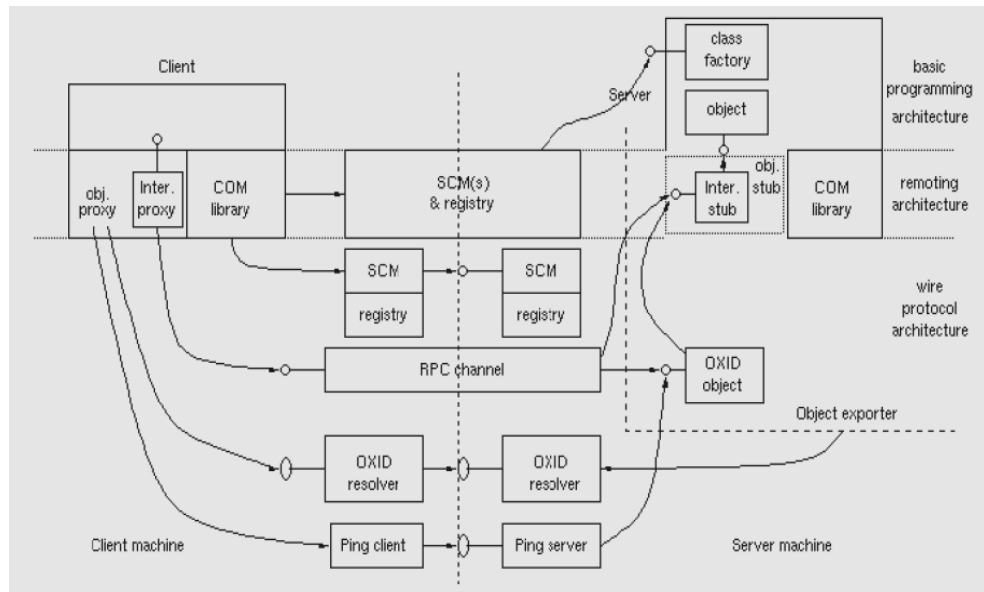 Client
class
factory
Server
object
basic
programming
architecture
obj.
proxy
Inter.
proxy
COM
library
SCM(s)
& registry
obj.
stub
Inter.
stub
COM
library
remoting
architecture
SCM
registry
SCM
registry
wire
protocol
architecture
RPC channel
OXID
object
Object exporter
OXID
resolver
OXID
resolver
Client machine
Ping client
Ping server
Server machine